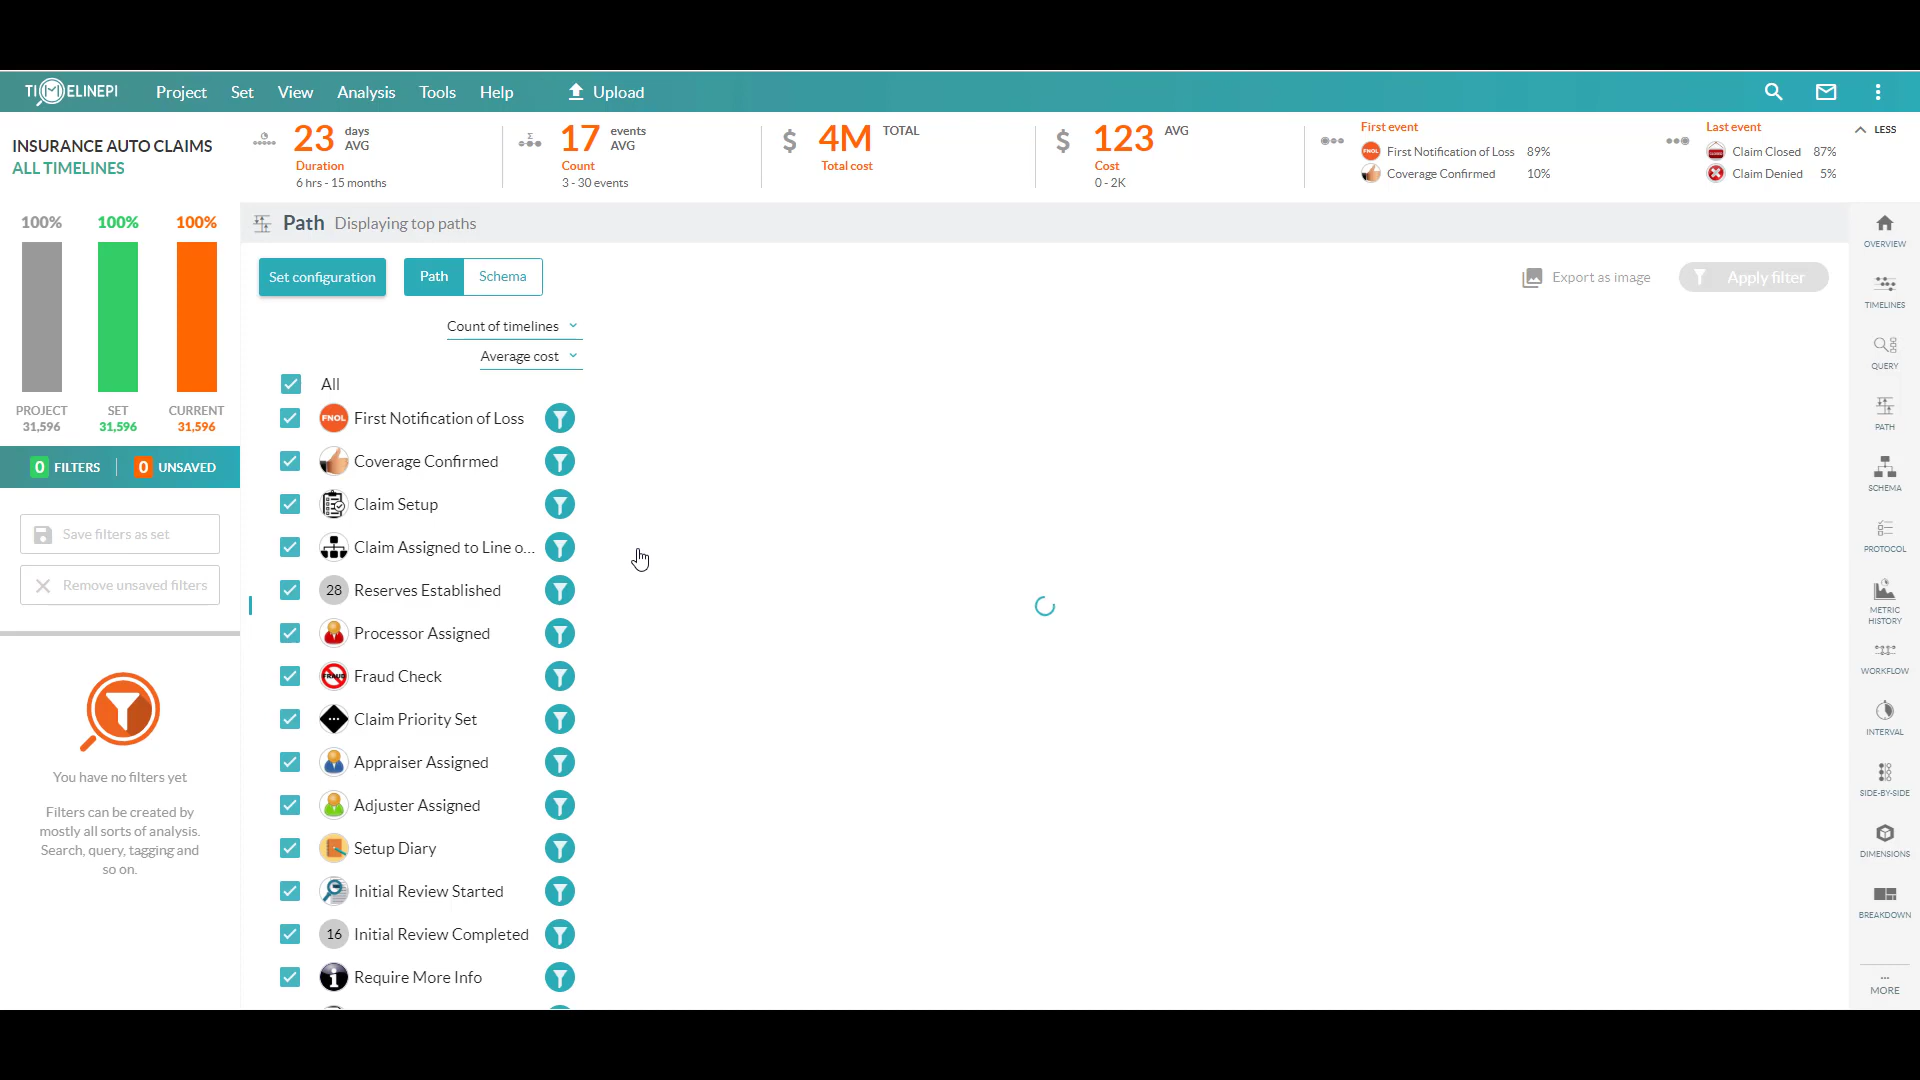 TIMELINEPI
Project Set View Analysis Tools Help Upload
INSURANCE AUTO CLAIMS
ALL TIMELINES
23 days AVG
Duration
6 hrs - 15 months
17 events AVG
Count
3 - 30 events
$ 4M TOTAL
Total cost
$ 123 AVG
Cost
0 - 2K
First event
FNOL First Notification of Loss 89%
Coverage Confirmed 10%
Last event
Claim Closed 87%
Claim Denied 5%
LESS
100% 100% 100%
PROJECT SET CURRENT
31,596 31,596 31,596
0 FILTERS 0 UNSAVED
Save filters as set
Remove unsaved filters
You have no filters yet
Filters can be created by
mostly all sorts of analysis.
Search, query, tagging and
so on.
Path Displaying top paths
Set configuration Path Schema
Export as image Apply filter
Count of timelines
Average cost
All
FNOL First Notification of Loss
Coverage Confirmed
Claim Setup
Claim Assigned to Line o...
28 Reserves Established
Processor Assigned
FRAUD Fraud Check
Claim Priority Set
Appraiser Assigned
Adjuster Assigned
Setup Diary
Initial Review Started
16 Initial Review Completed
i Require More Info
OVERVIEW
TIMELINES
QUERY
PATH
SCHEMA
PROTOCOL
METRIC
HISTORY
WORKFLOW
INTERVAL
SIDE-BY-SIDE
DIMENSIONS
BREAKDOWN
MORE